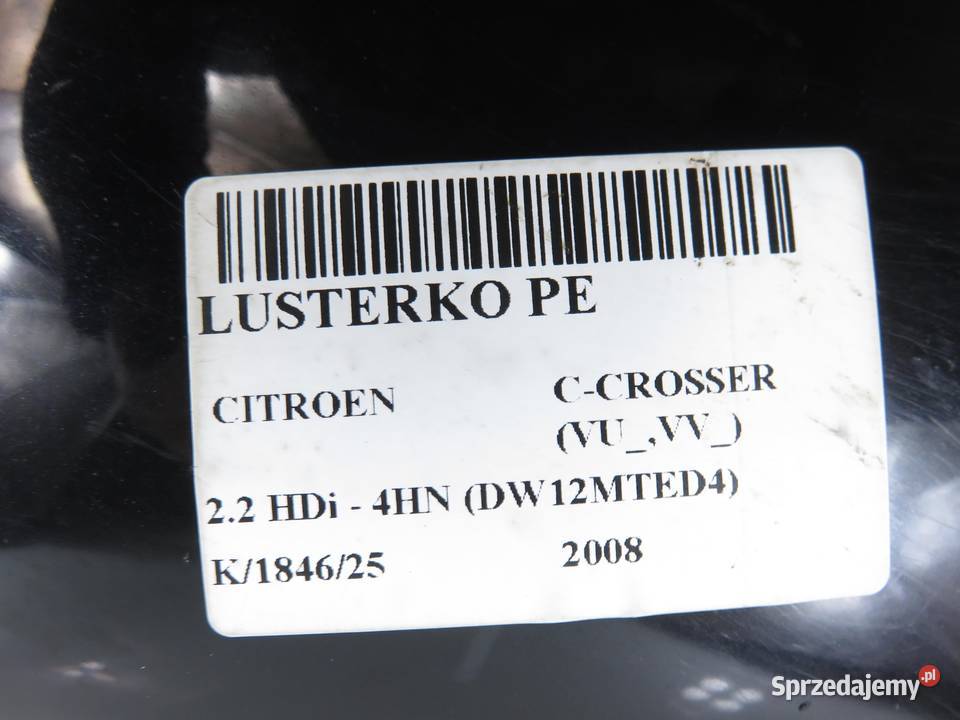 LUSTERKO PE
CITROEN C-CROSSER
(VU_,VV_)
2.2 HDi - 4HN (DW12MTED4)
K/1846/25 2008
Sprzedajemy.pl